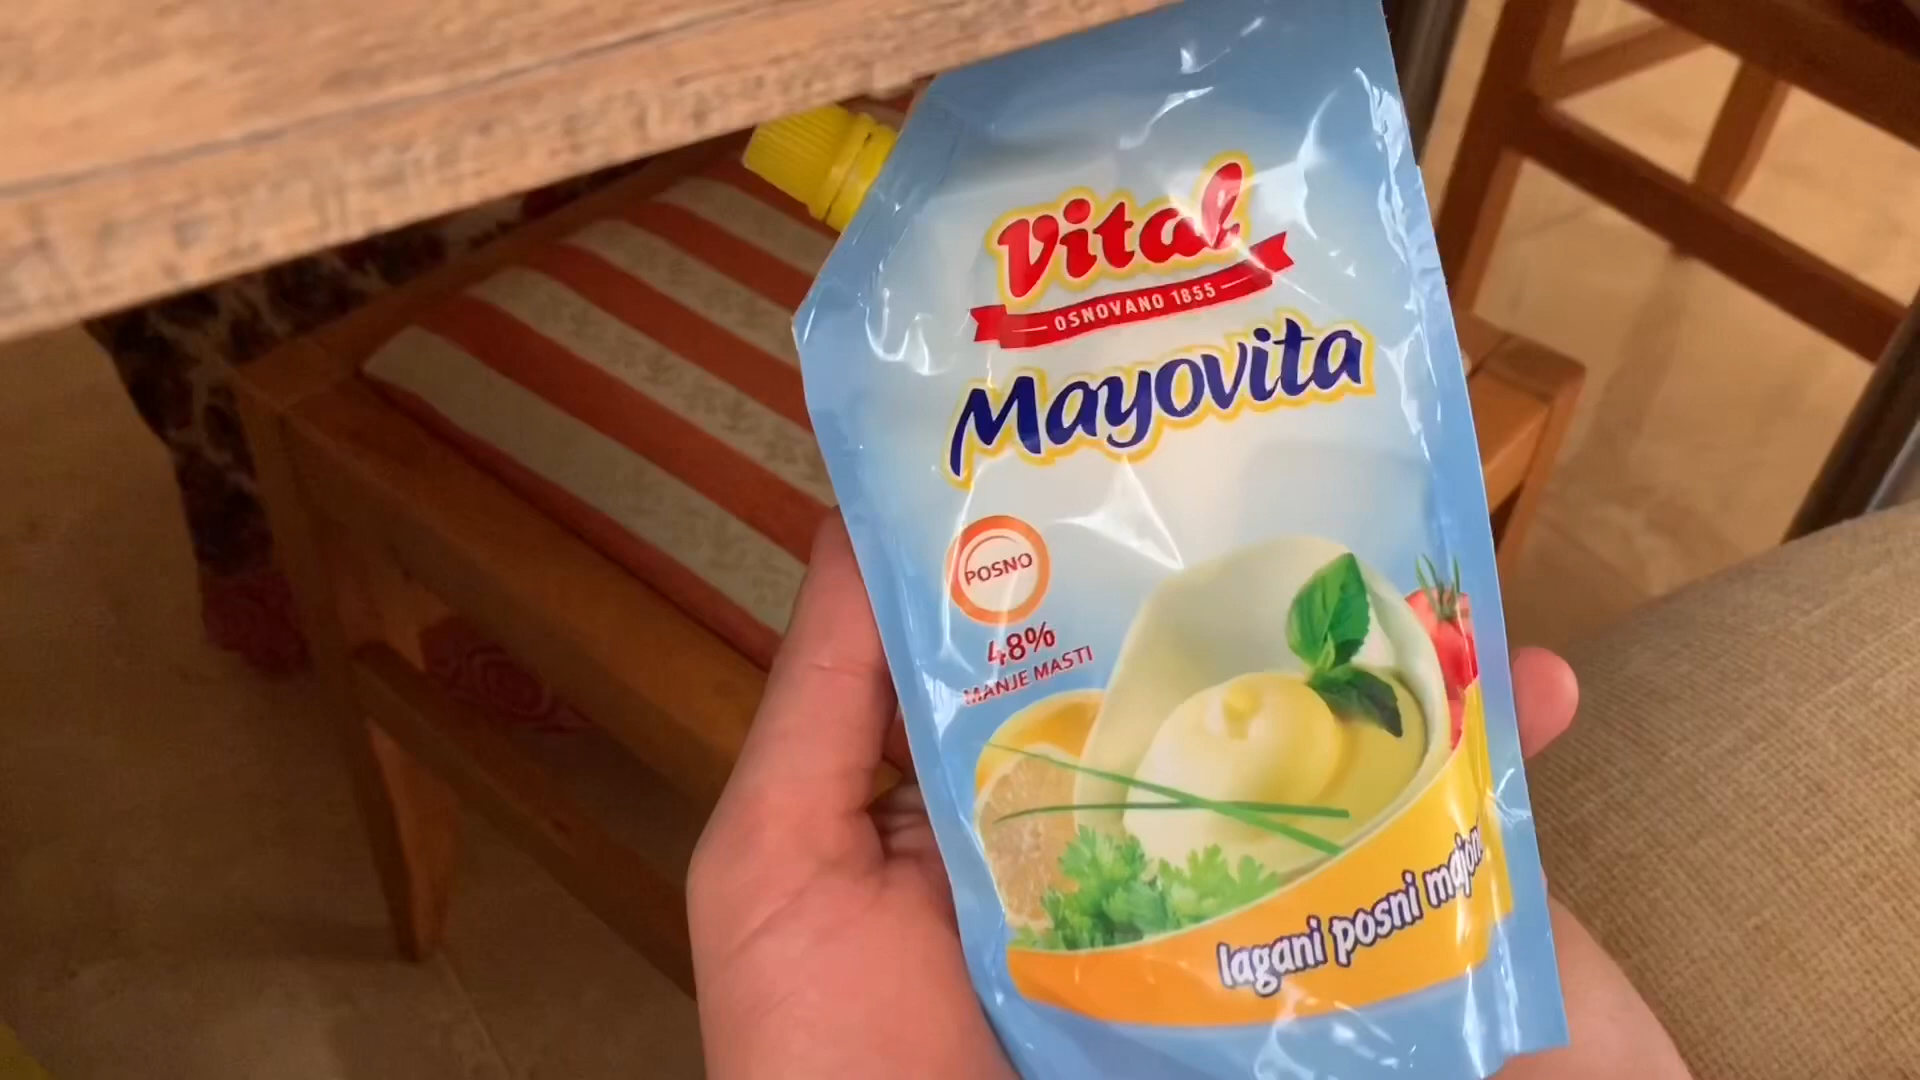 Vital
OSNOVANO 1855
Mayovita
POSNO
48%
MANJE MASTI
lagani posni